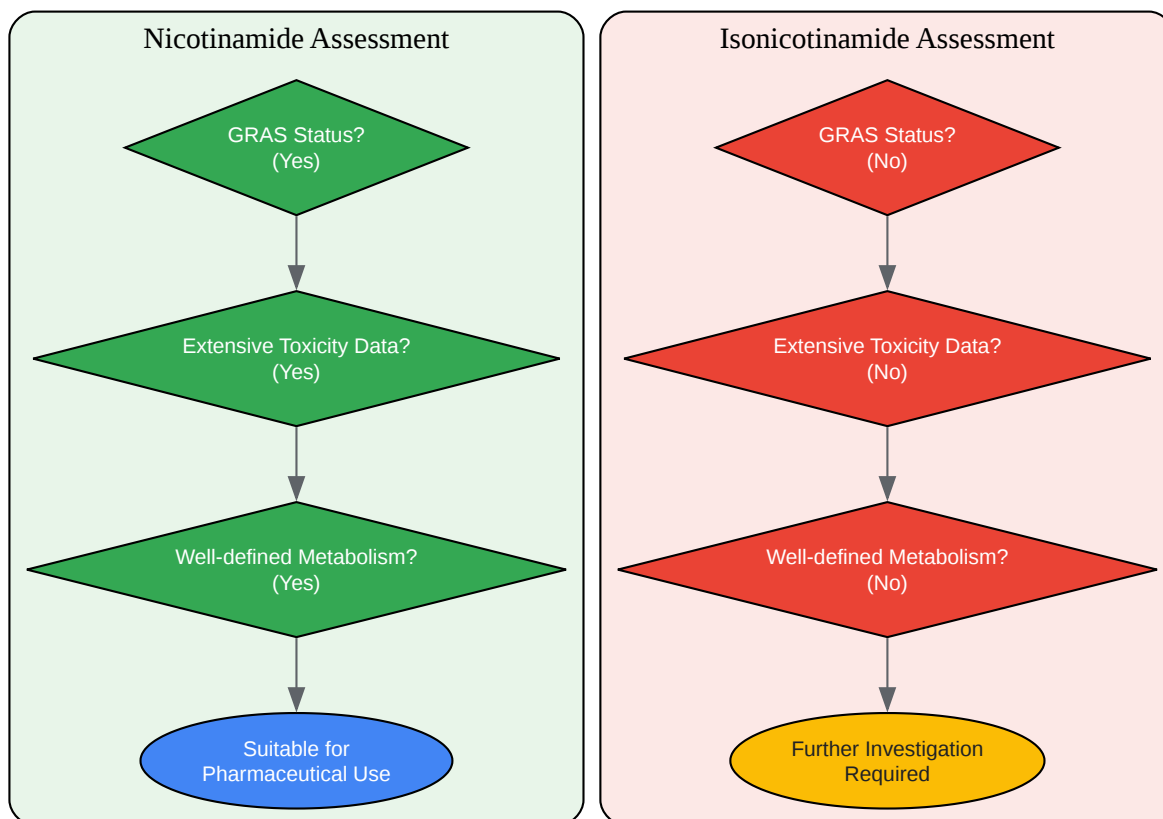 Nicotinamide Assessment
GRAS Status?
(Yes)
Extensive Toxicity Data?
(Yes)
Well-defined Metabolism?
(Yes)
Suitable for
Pharmaceutical Use
Isonicotinamide Assessment
GRAS Status?
(No)
Extensive Toxicity Data?
(No)
Well-defined Metabolism?
(No)
Further Investigation
Required